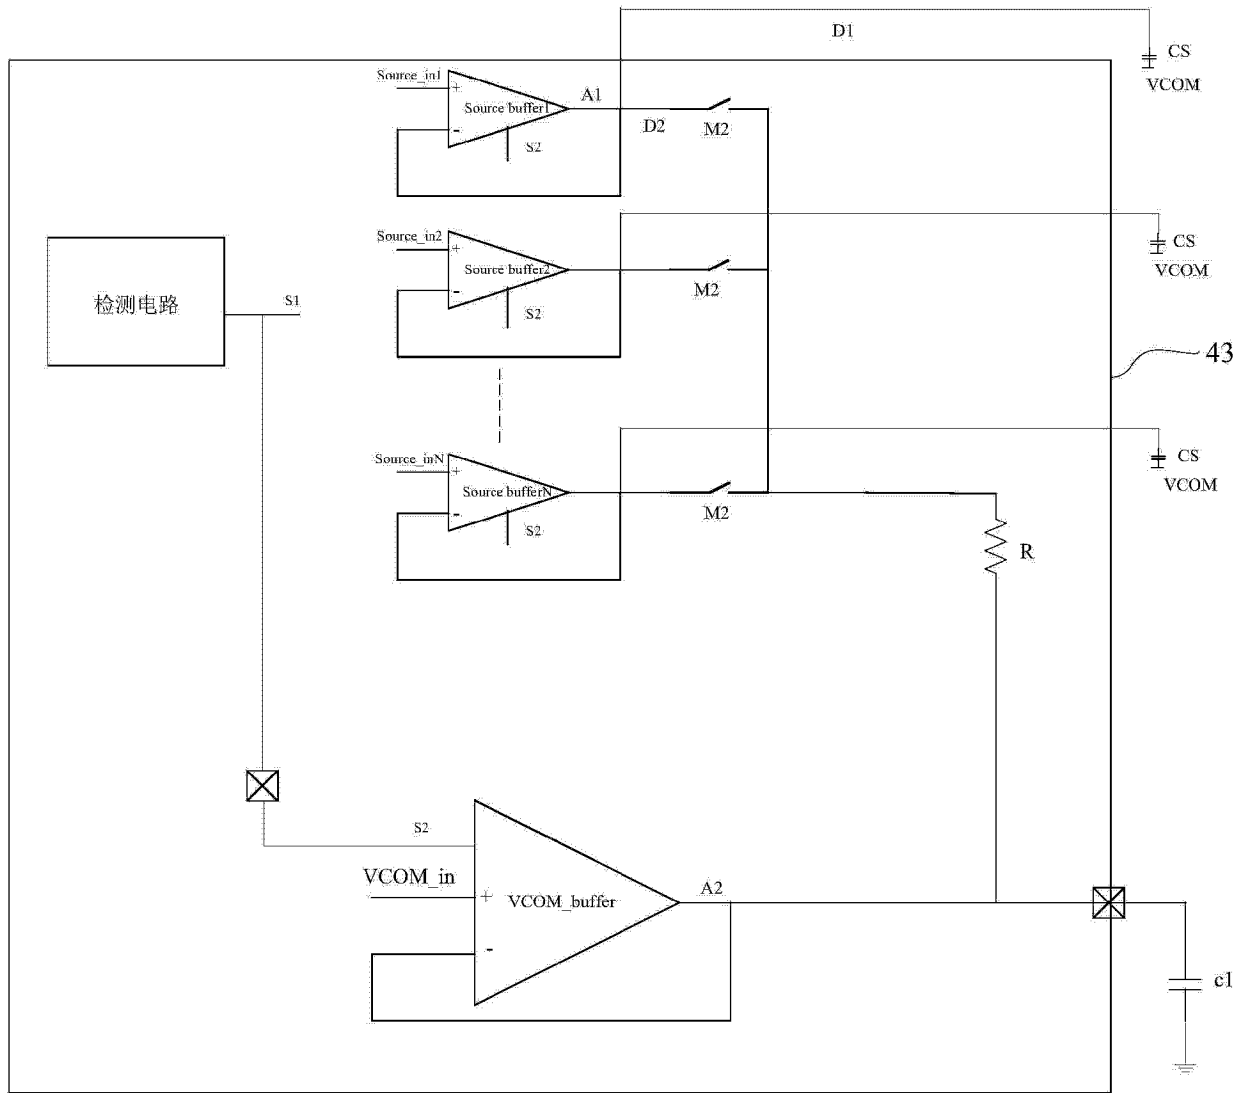 D1
CS
VCOM
Source_in1
+
Source buffer1
-
A1
D2
M2
S2
Source_in2
+
Source buffer2
-
M2
S2
CS
VCOM
检测电路
S1
43
Source_inN
+
Source bufferN
-
M2
S2
CS
VCOM
R
S2
VCOM_in
+
VCOM_buffer
-
A2
c1